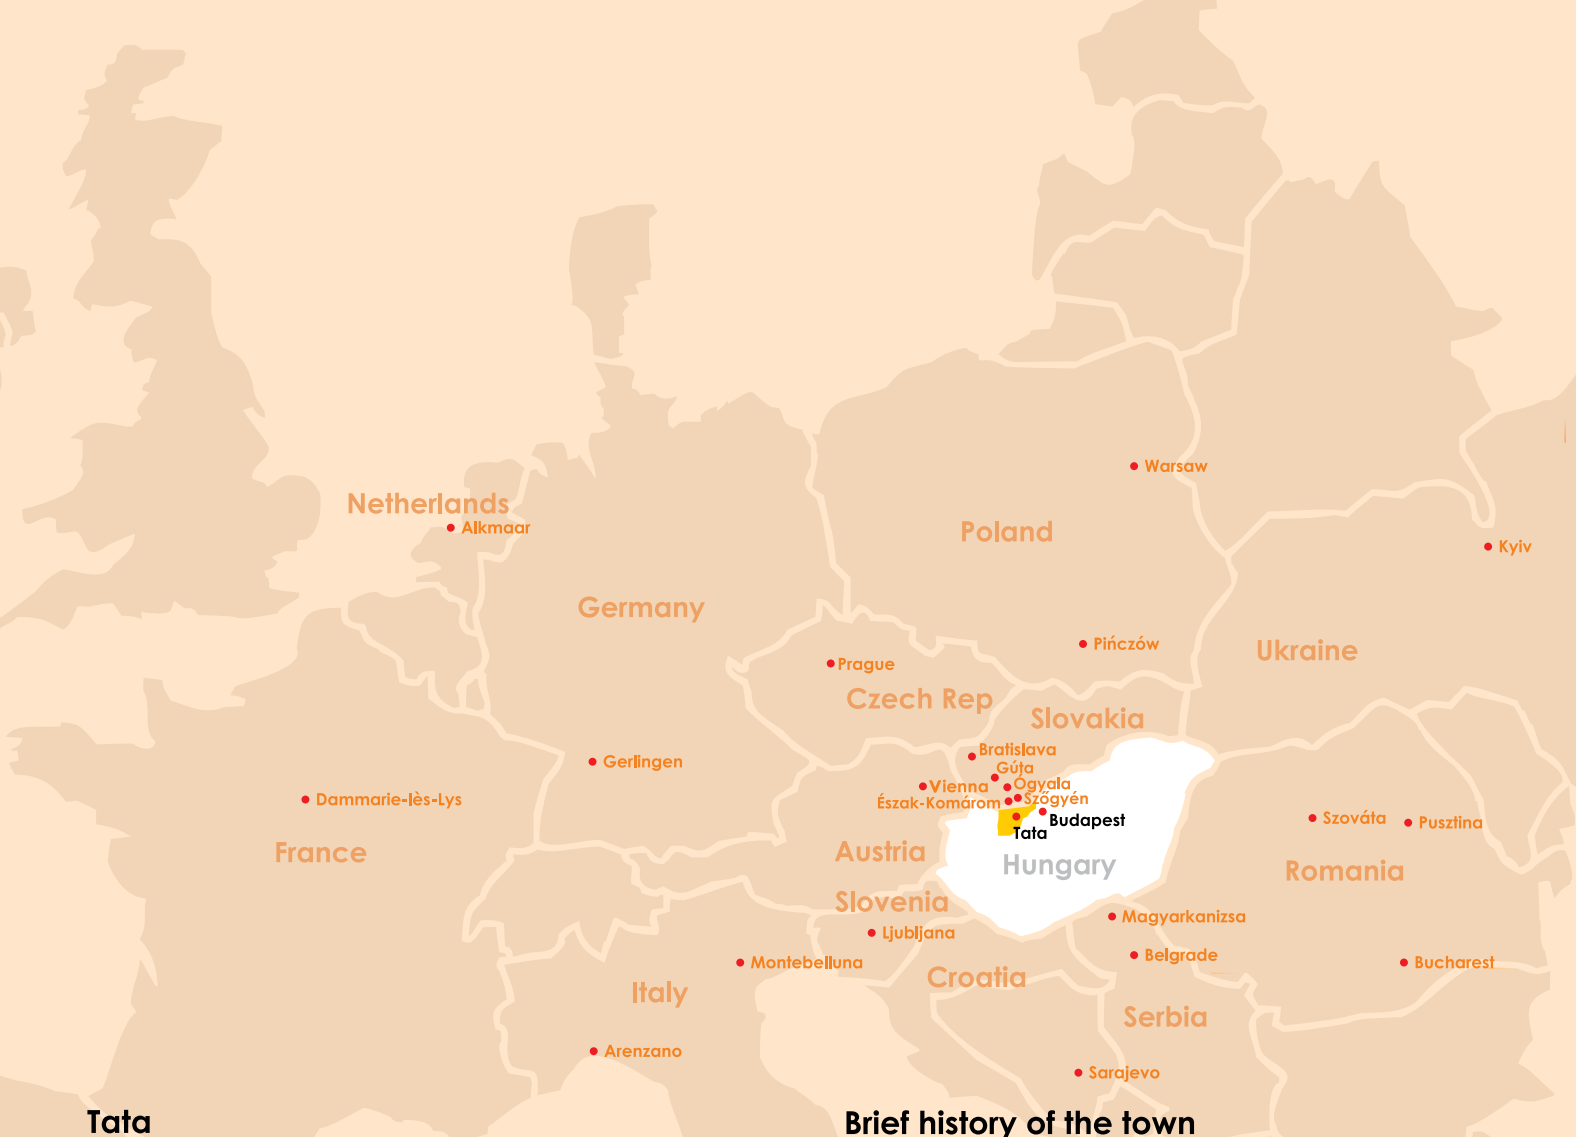 Warsaw
Netherlands
Alkmaar
Poland
Kyiv
Germany
Pińczów
Ukraine
Prague
Czech Rep
Slovakia
Bratislava
Gúta
Gerlingen
Ógyala
Vienna
Szőgyén
Észak-Komárom
Dammarie-lès-Lys
Budapest
Szováta
Pusztina
Tata
France
Austria
Hungary
Romania
Slovenia
Magyarkanizsa
Ljubljana
Belgrade
Montebelluna
Bucharest
Croatia
Italy
Serbia
Arenzano
Sarajevo
Tata
Brief history of the town